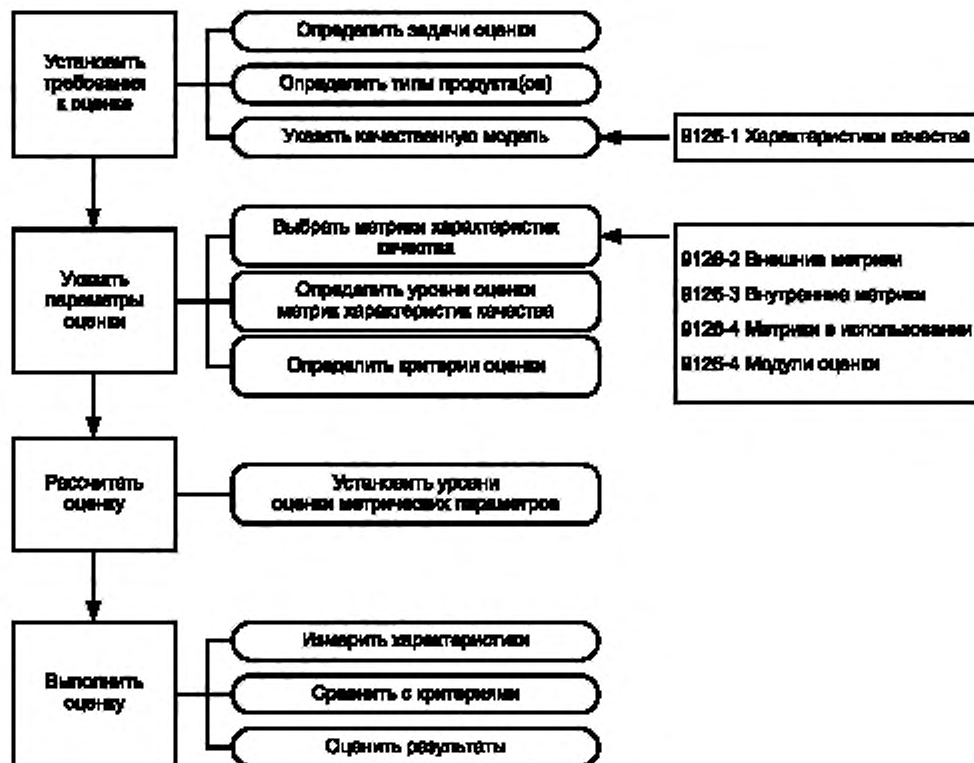 Установить
требования
к оценке
Определить задачи оценки
Определить типы продукта(ов)
Указать качественную модель
9126-1 Характеристики качества
Указать
параметры
оценки
Выбрать метрики характеристик
качества
Определить уровни оценки
метрик характеристик качества
Определить критерии оценки
9126-2 Внешние метрики
9126-3 Внутренние метрики
9126-4 Метрики в использовании
9126-4 Модули оценки
Рассчитать
оценку
Установить уровни
оценки метрических параметров
Выполнить
оценку
Измерить характеристики
Сравнить с критериями
Оценить результаты